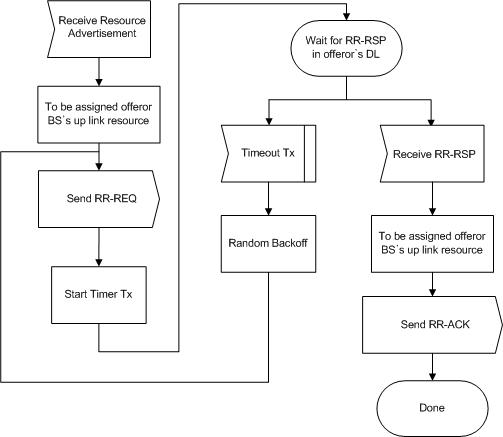 Receive Resource
Advertisement
To be assigned offeror
BS`s up link resource
Send RR-REQ
Start Timer Tx
Wait for RR-RSP
in offeror`s DL
Timeout Tx
Random Backoff
Receive RR-RSP
To be assigned offeror
BS`s up link resource
Send RR-ACK
Done